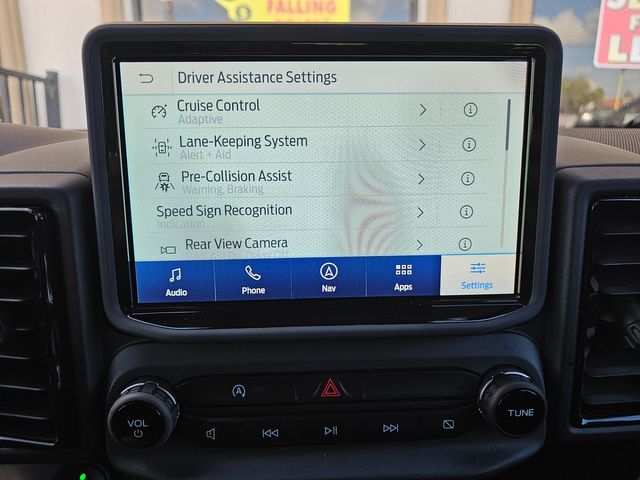 FALLING
Driver Assistance Settings
Cruise Control
Adaptive
Lane-Keeping System
Alert + Aid
Pre-Collision Assist
Warning, Braking
Speed Sign Recognition
Indication
Rear View Camera
Audio
Phone
Nav
Apps
Settings
VOL
TUNE